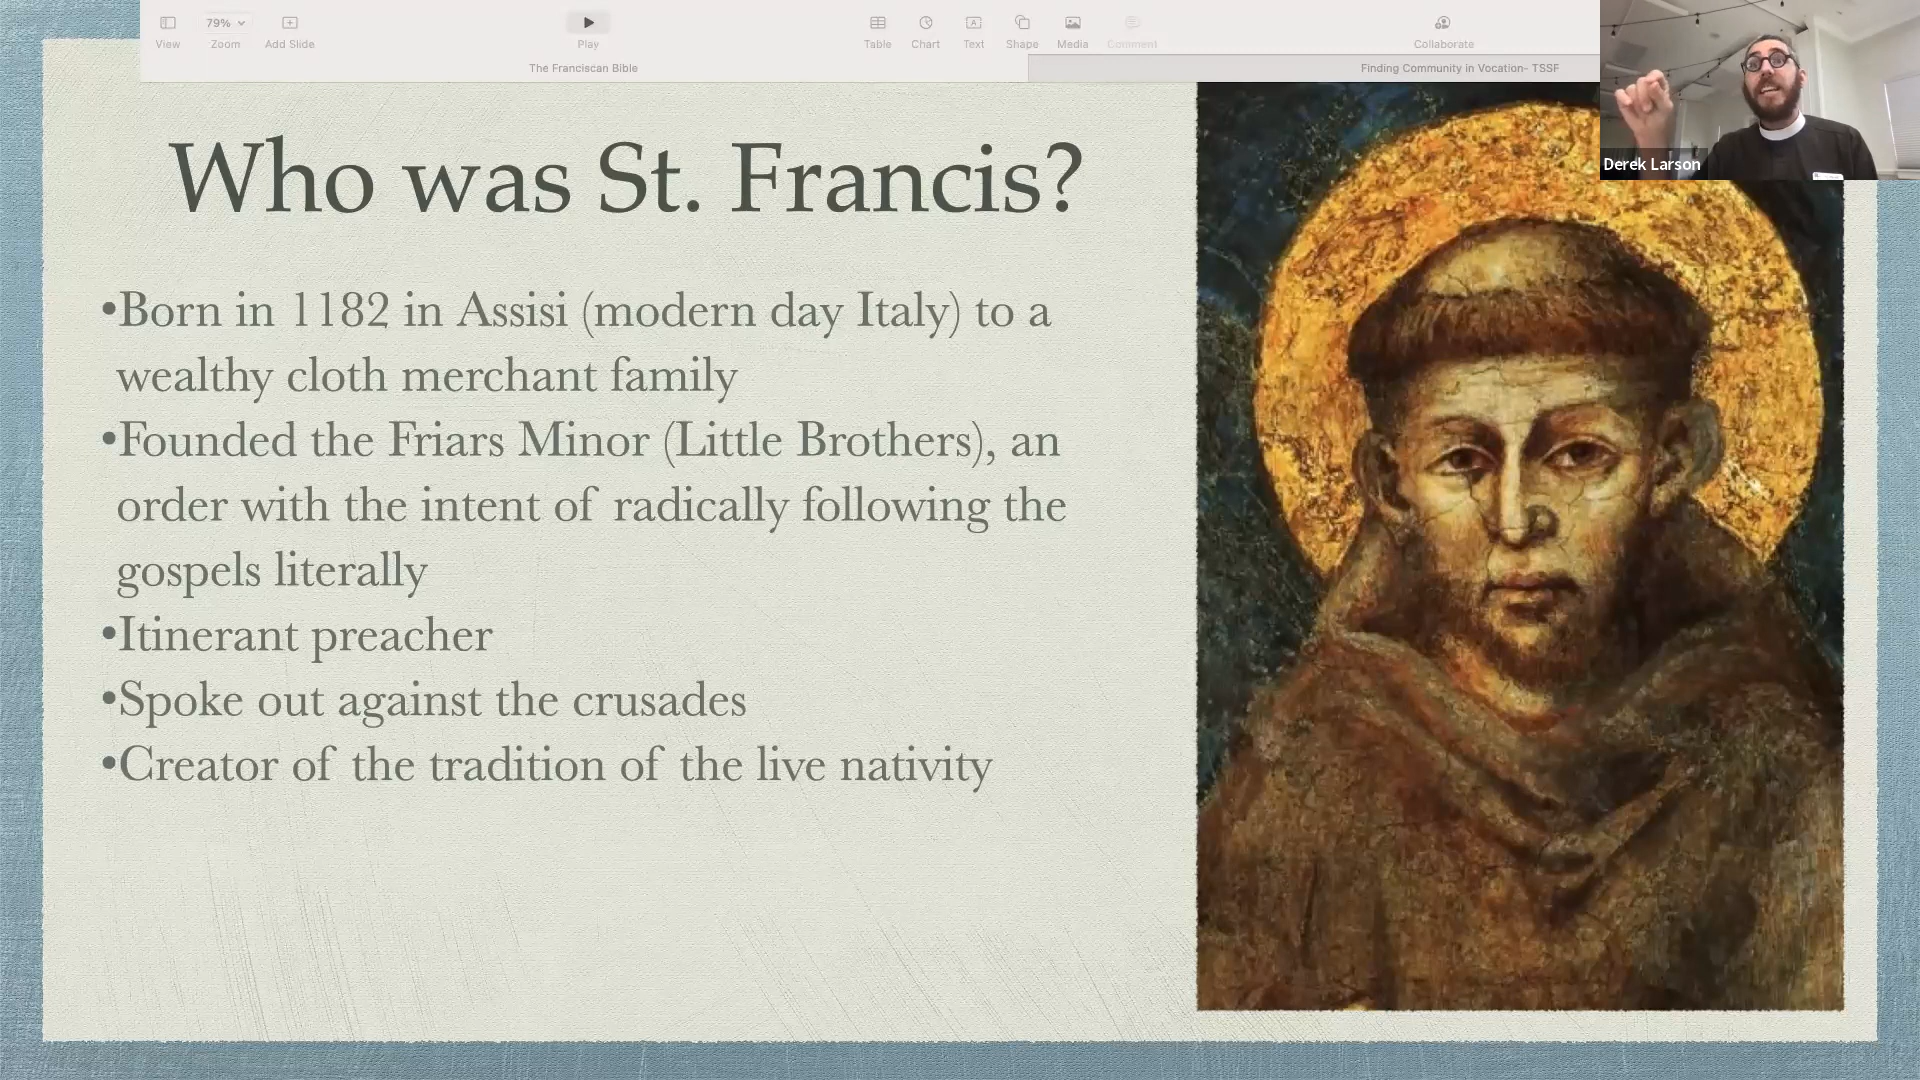 79%
View
Zoom
Add Slide
Play
Table
Chart
Text
Shape
Media
Comment
Collaborate
The Franciscan Bible
Finding Community in Vocation- TSSF
Derek Larson
Who was St. Francis?
•Born in 1182 in Assisi (modern day Italy) to a
wealthy cloth merchant family
•Founded the Friars Minor (Little Brothers), an
order with the intent of radically following the
gospels literally
•Itinerant preacher
•Spoke out against the crusades
•Creator of the tradition of the live nativity